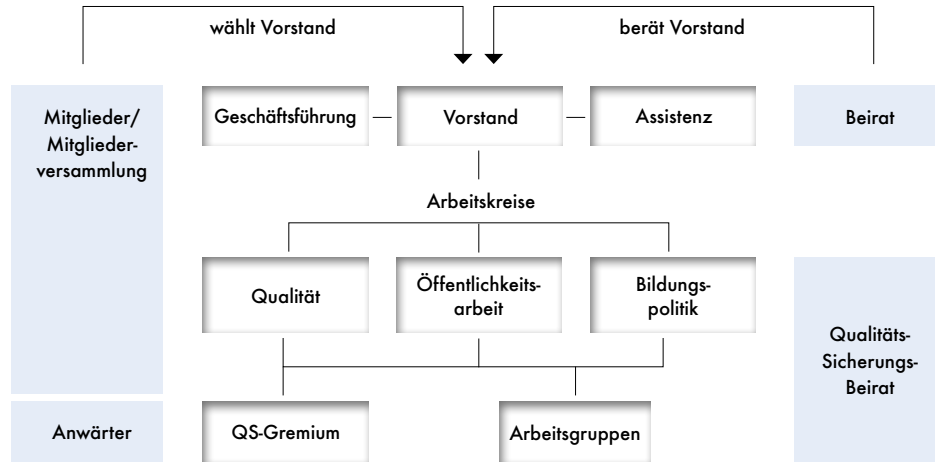 wählt Vorstand
berät Vorstand
Mitglieder/
Mitglieder-
versammlung
Geschäftsführung
Vorstand
Assistenz
Beirat
Arbeitskreise
Qualität
Öffentlichkeits-
arbeit
Bildungs-
politik
Qualitäts-
Sicherungs-
Beirat
Anwärter
QS-Gremium
Arbeitsgruppen